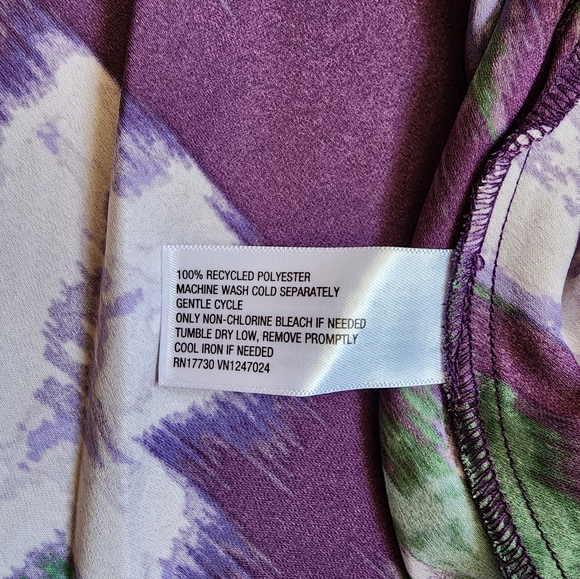 100% RECYCLED POLYESTER
MACHINE WASH COLD SEPARATELY
GENTLE CYCLE
ONLY NON-CHLORINE BLEACH IF NEEDED
TUMBLE DRY LOW, REMOVE PROMPTLY
COOL IRON IF NEEDED
RN17730 VN1247024